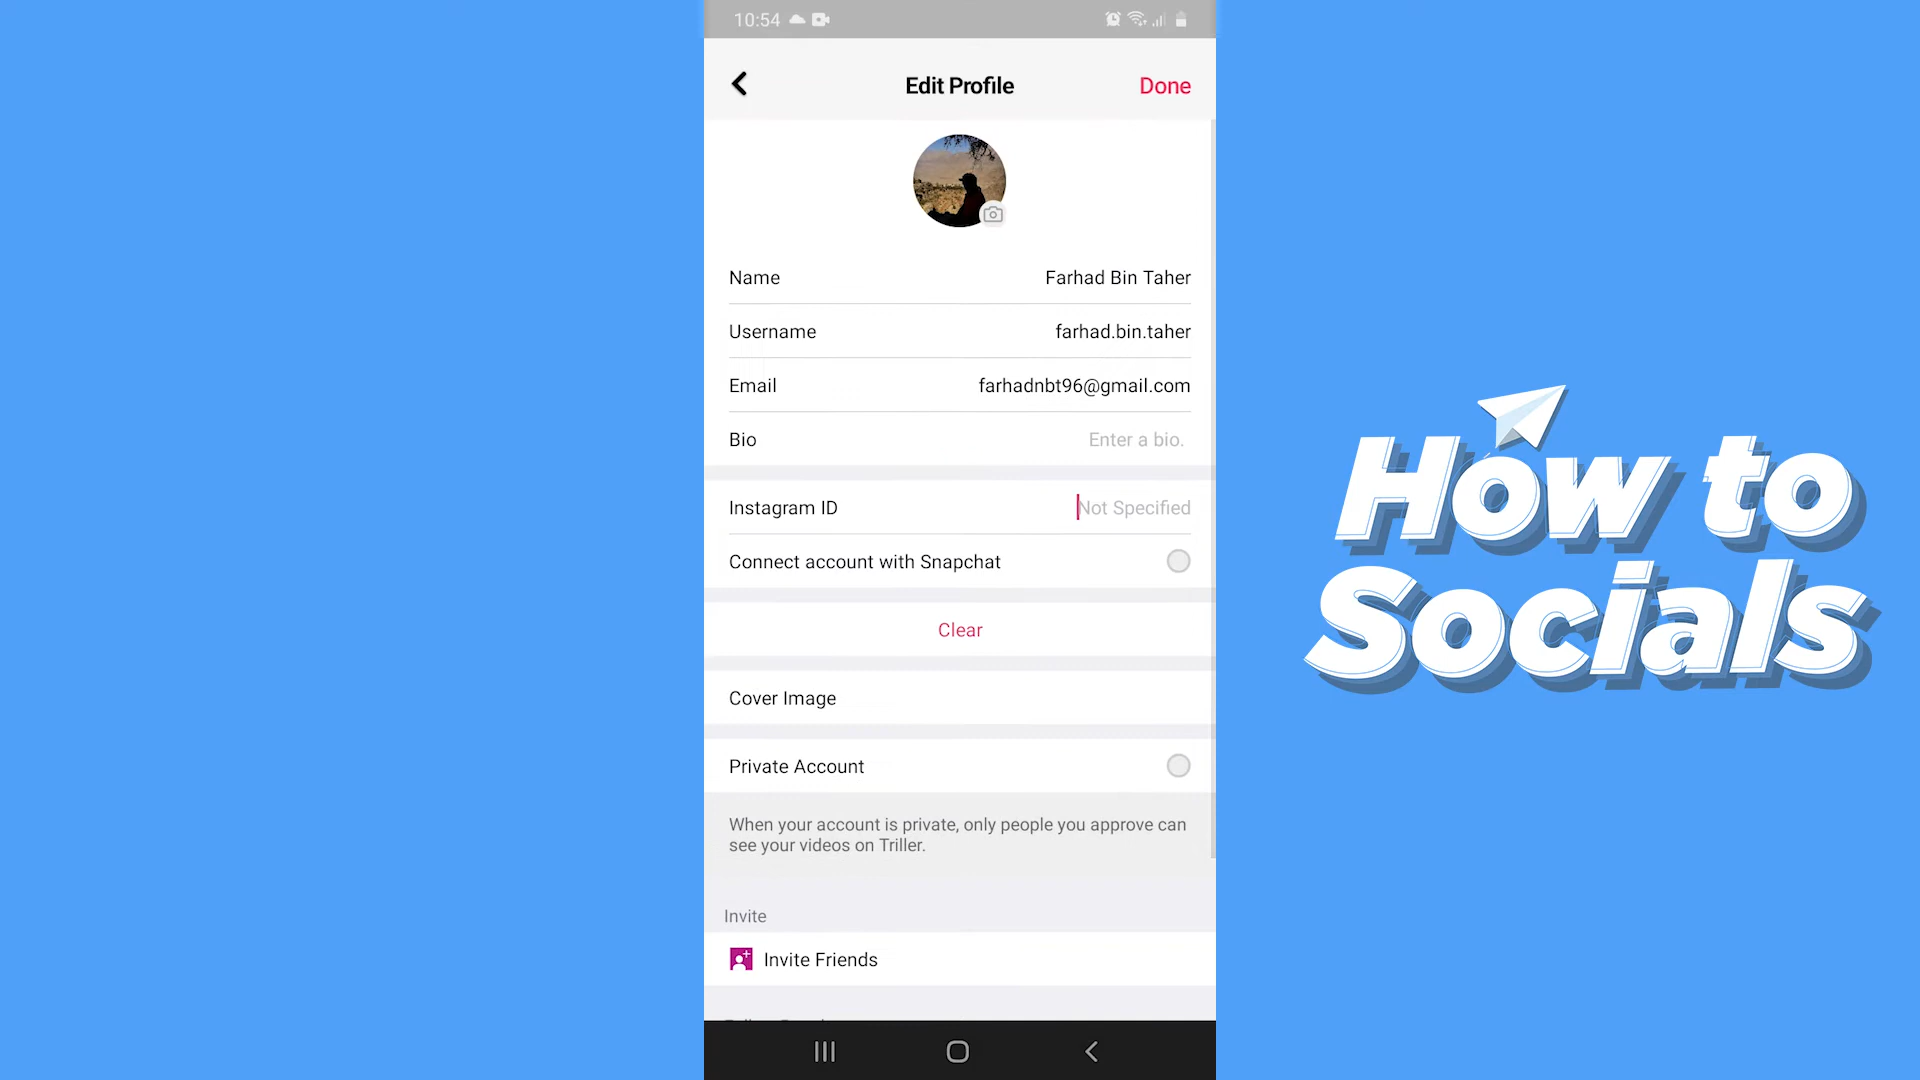 10:54
Edit Profile
Done
Name
Farhad Bin Taher
Username
farhad.bin.taher
Email
farhadnbt96@gmail.com
Bio
Enter a bio.
Instagram ID
Not Specified
Connect account with Snapchat
Clear
Cover Image
Private Account
When your account is private, only people you approve can
see your videos on Triller.
Invite
Invite Friends
How to
Socials